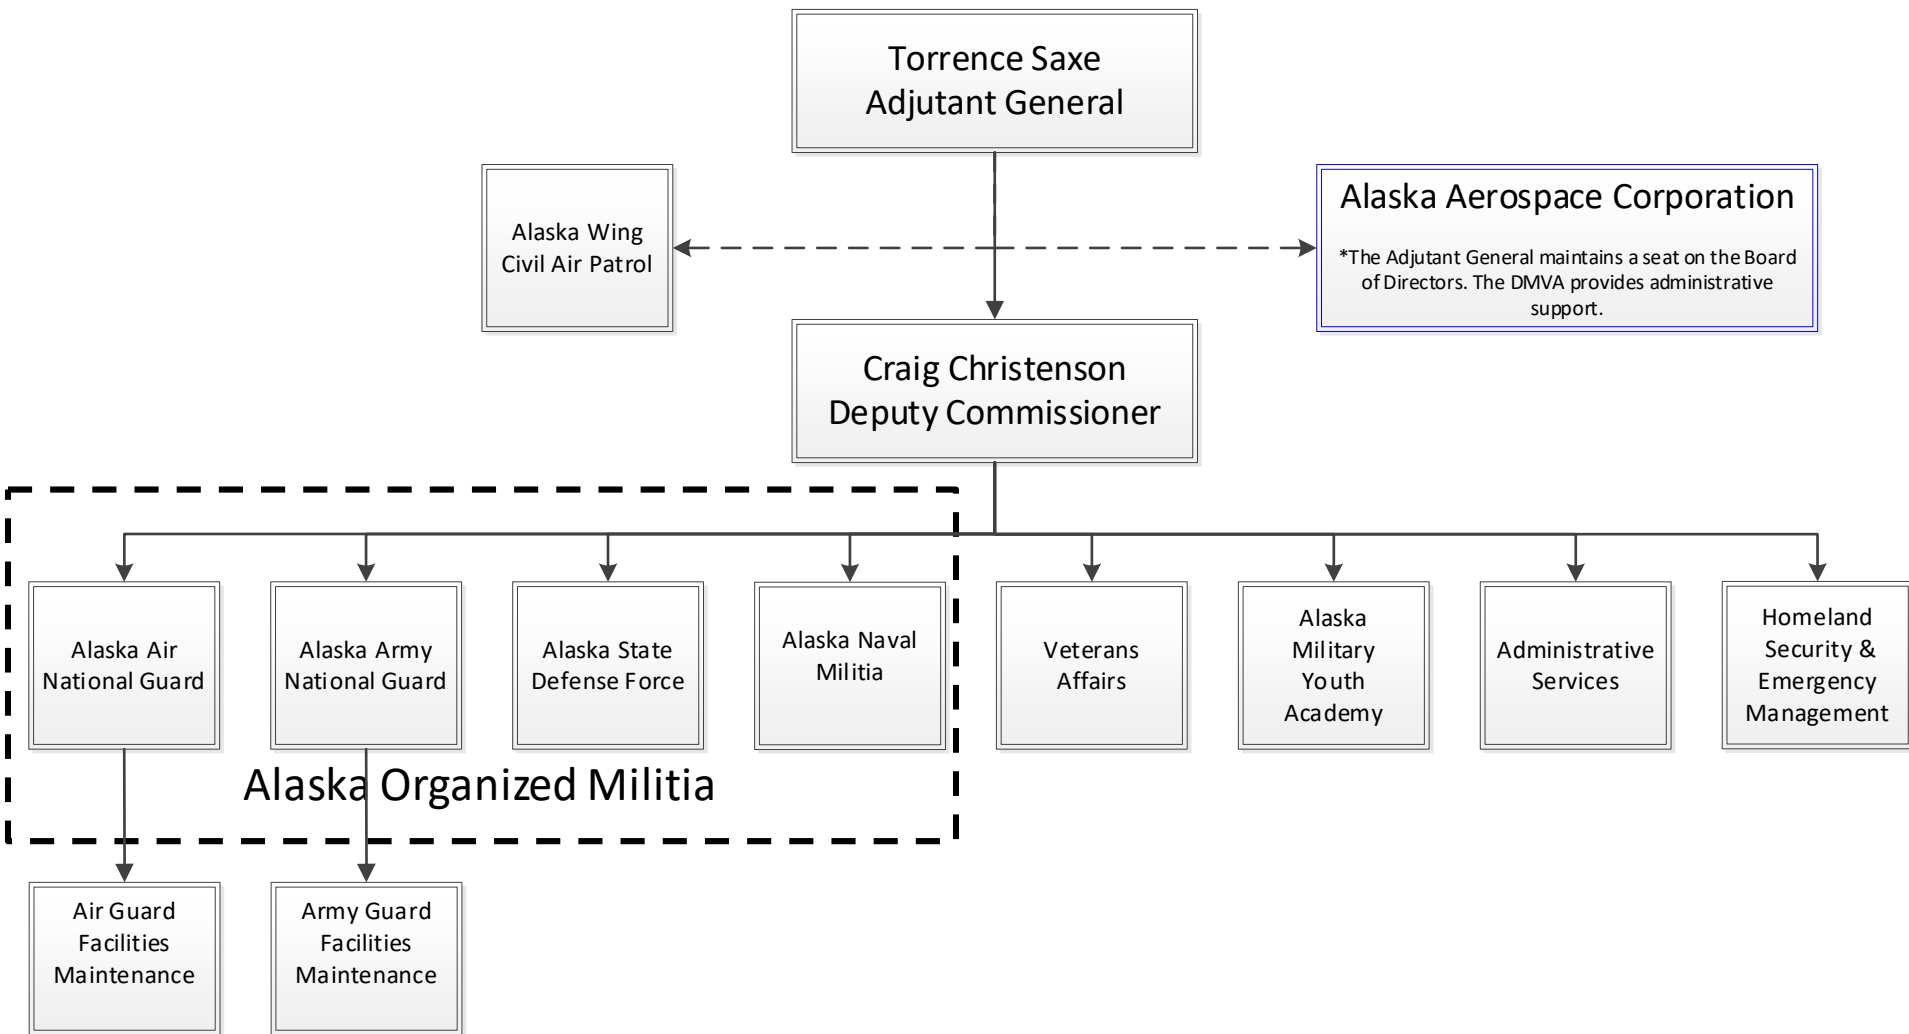 Torrence Saxe
Adjutant General
Alaska Wing
Civil Air Patrol
Alaska Aerospace Corporation
*The Adjutant General maintains a seat on the Board
of Directors. The DMVA provides administrative
support.
Craig Christenson
Deputy Commissioner
Alaska Air
National Guard
Alaska Army
National Guard
Alaska State
Defense Force
Alaska Naval
Militia
Veterans
Affairs
Alaska
Military
Youth
Academy
Administrative
Services
Homeland
Security &
Emergency
Management
Alaska Organized Militia
Air Guard
Facilities
Maintenance
Army Guard
Facilities
Maintenance